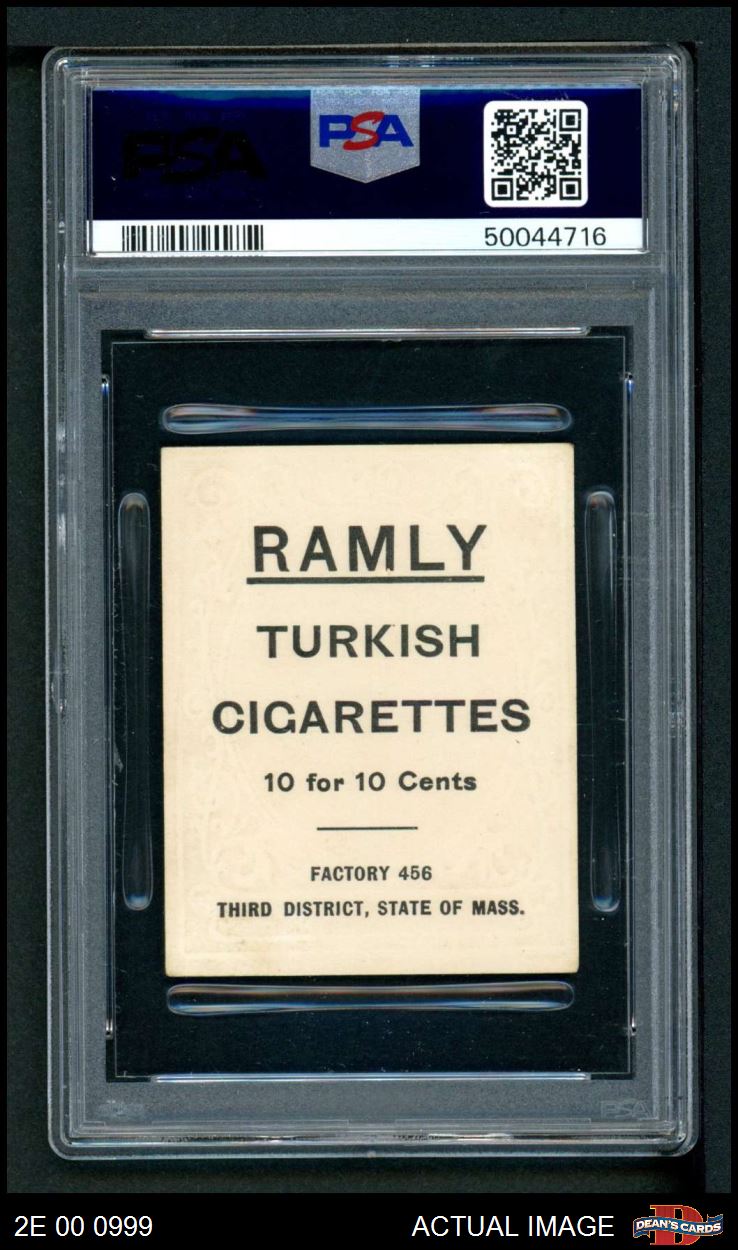 PSA
PSA
50044716
RAMLY
TURKISH
CIGARETTES
10 for 10 Cents
FACTORY 456
THIRD DISTRICT, STATE OF MASS.
PSA
2E 00 0999
ACTUAL IMAGE
DEAN'S CARDS